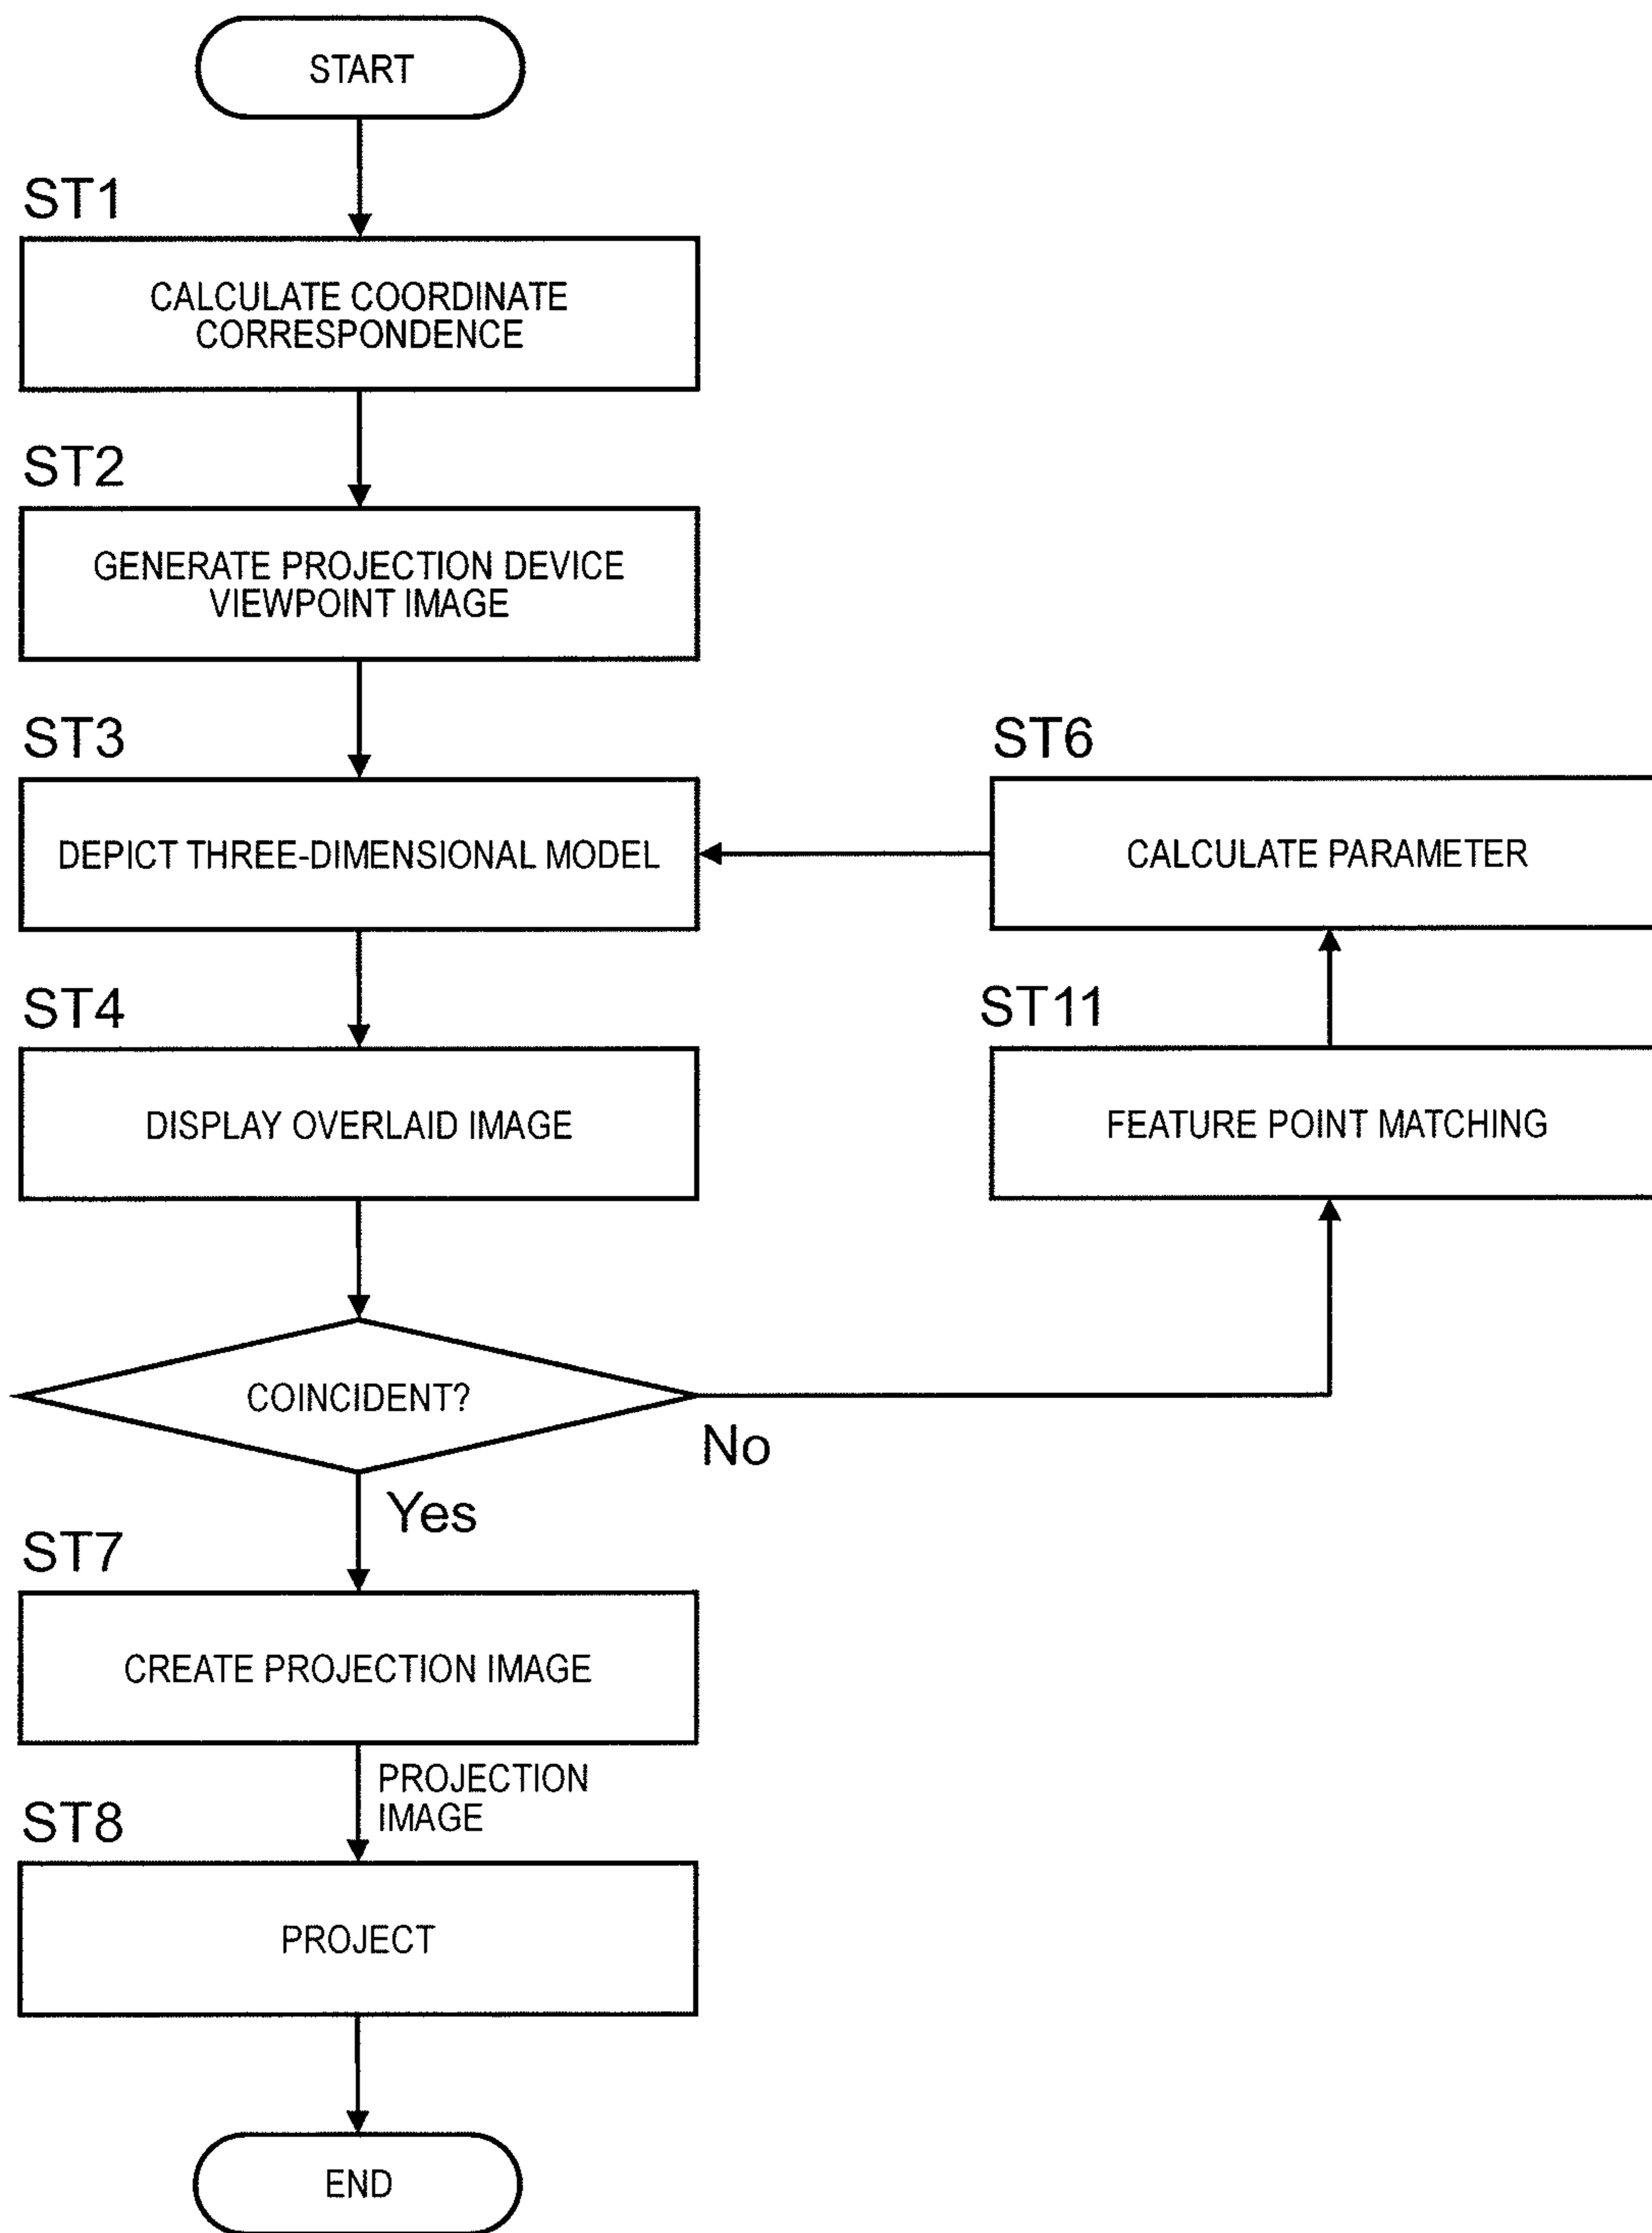 START
ST1
CALCULATE COORDINATE
CORRESPONDENCE
ST2
GENERATE PROJECTION DEVICE
VIEWPOINT IMAGE
ST3
DEPICT THREE-DIMENSIONAL MODEL
ST6
CALCULATE PARAMETER
ST4
DISPLAY OVERLAID IMAGE
ST11
FEATURE POINT MATCHING
COINCIDENT?
No
Yes
ST7
CREATE PROJECTION IMAGE
PROJECTION
IMAGE
ST8
PROJECT
END